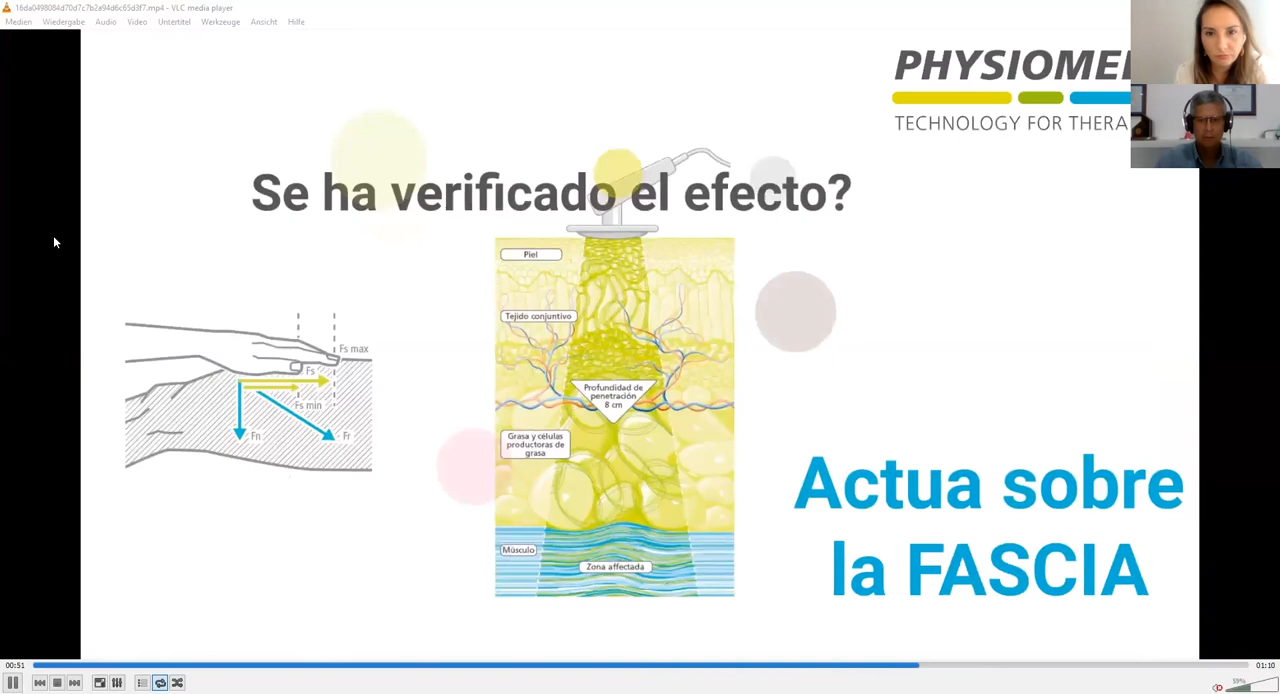 16da0498084d70d7c7b2a94d6c65d3f7.mp4 - VLC media player
Medien Wiedergabe Audio Video Untertitel Werkzeuge Ansicht Hilfe
PHYSIOME
TECHNOLOGY FOR THERA
Se ha verificado el efecto?
Piel
Tejido conjuntivo
Profundidad de
penetración
8 cm
Grasa y células
productoras de
grasa
Músculo
Zona affectada
Fs max
Fs
Fs min
Fn
Fr
Actua sobre
la FASCIA
00:51
01:10
59%